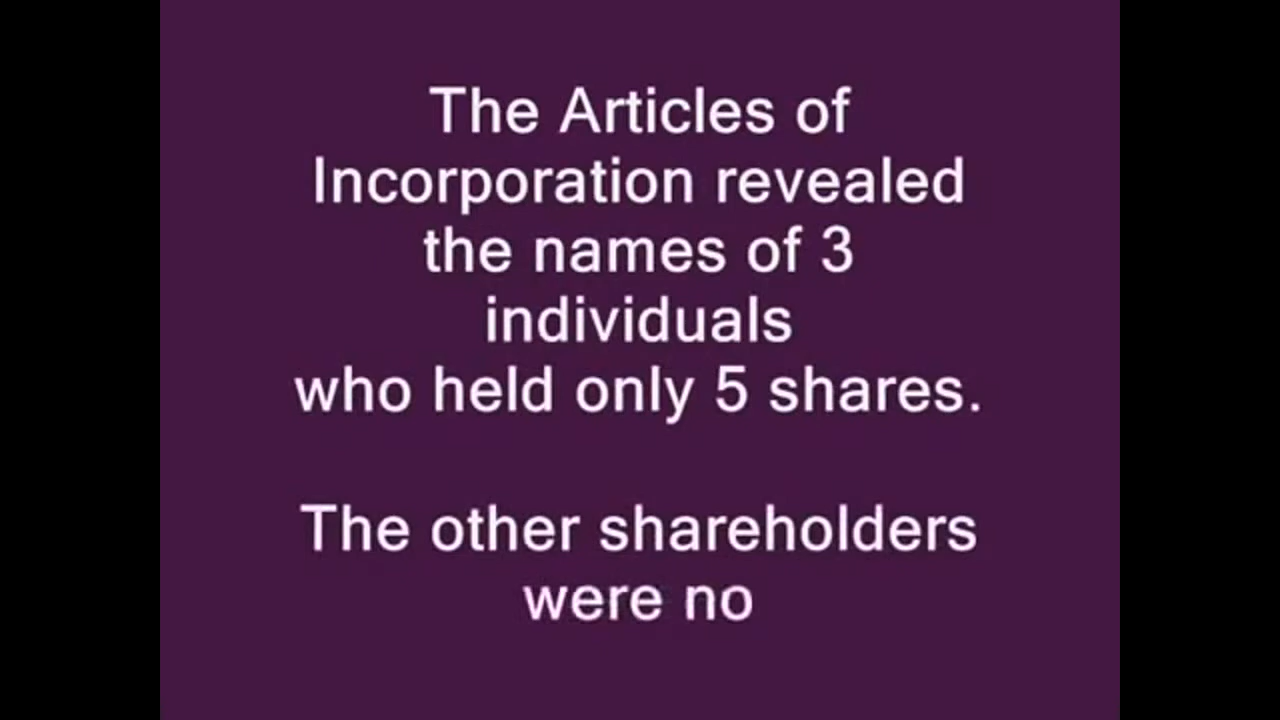 The Articles of
Incorporation revealed
the names of 3
individuals
who held only 5 shares.
The other shareholders
were no